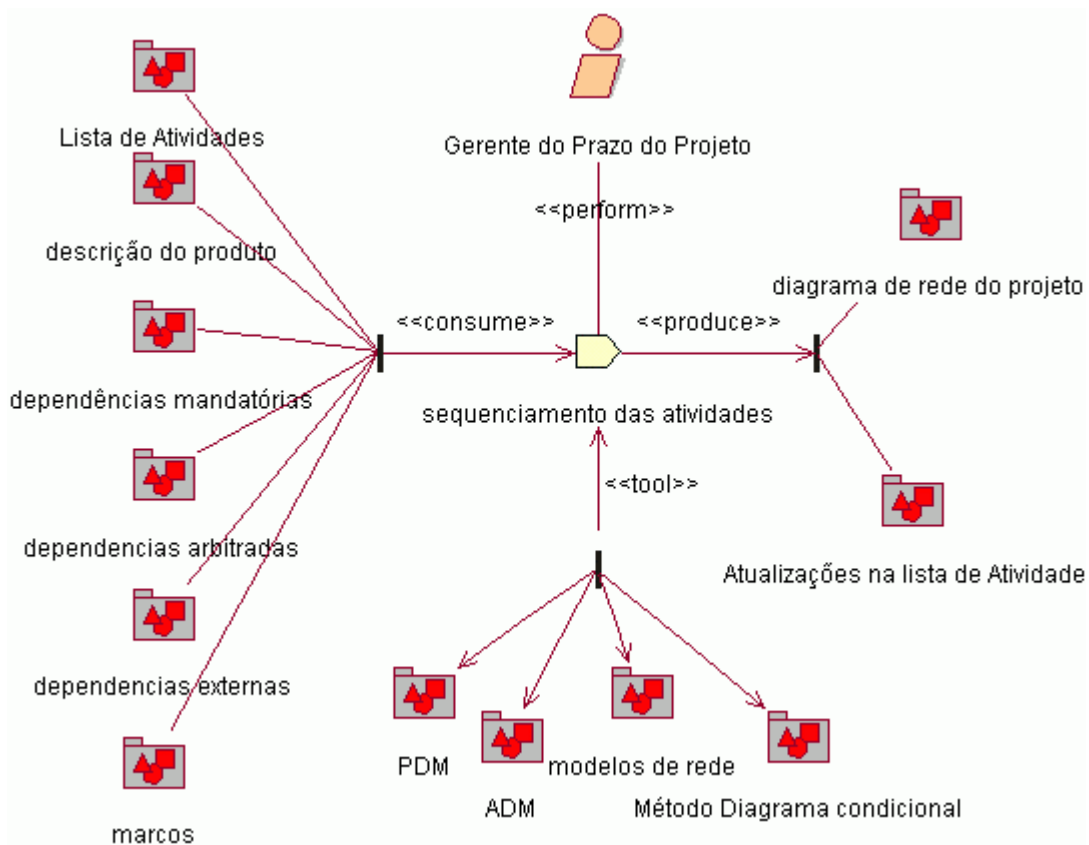 Lista de Atividades
Gerente do Prazo do Projeto
<<perform>>
descrição do produto
diagrama de rede do projeto
<<consume>>
<<produce>>
dependências mandatórias
sequenciamento das atividades
<<tool>>
dependencias arbitradas
Atualizações na lista de Atividade
dependencias externas
PDM
modelos de rede
ADM
Método Diagrama condicional
marcos